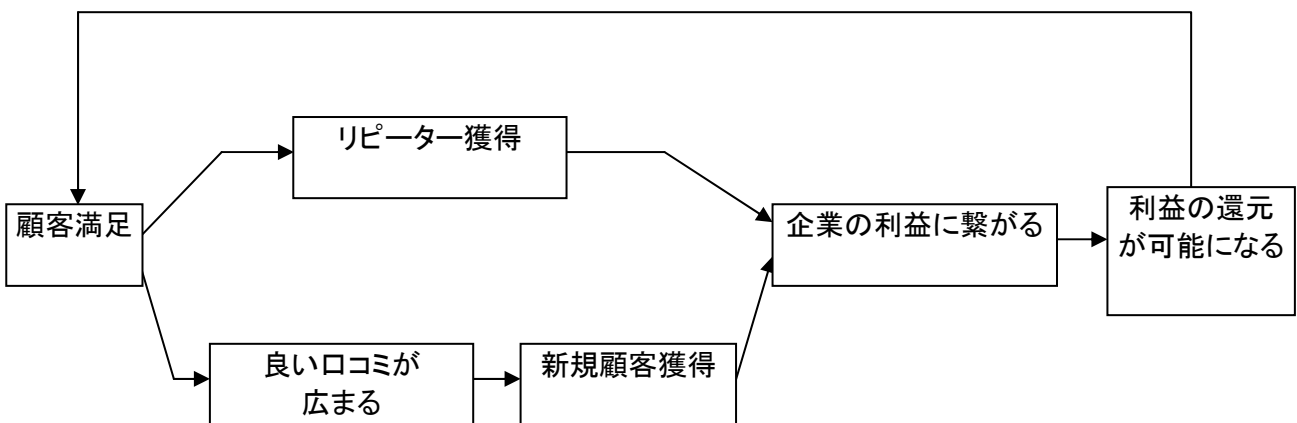 リピーター獲得
顧客満足
企業の利益に繋がる
利益の還元
が可能になる
良い口コミが
広まる
新規顧客獲得